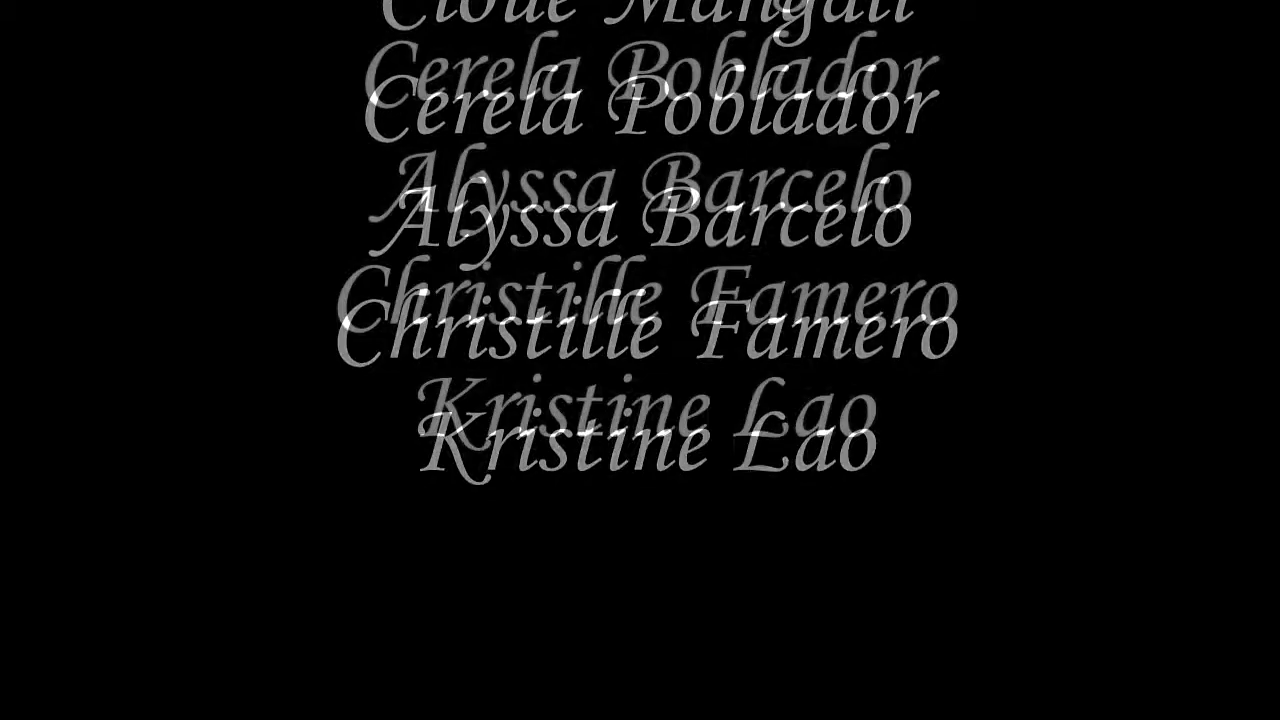 Cerela Poblador
Alyssa Barcelo
Christille Famero
Kristine Lao